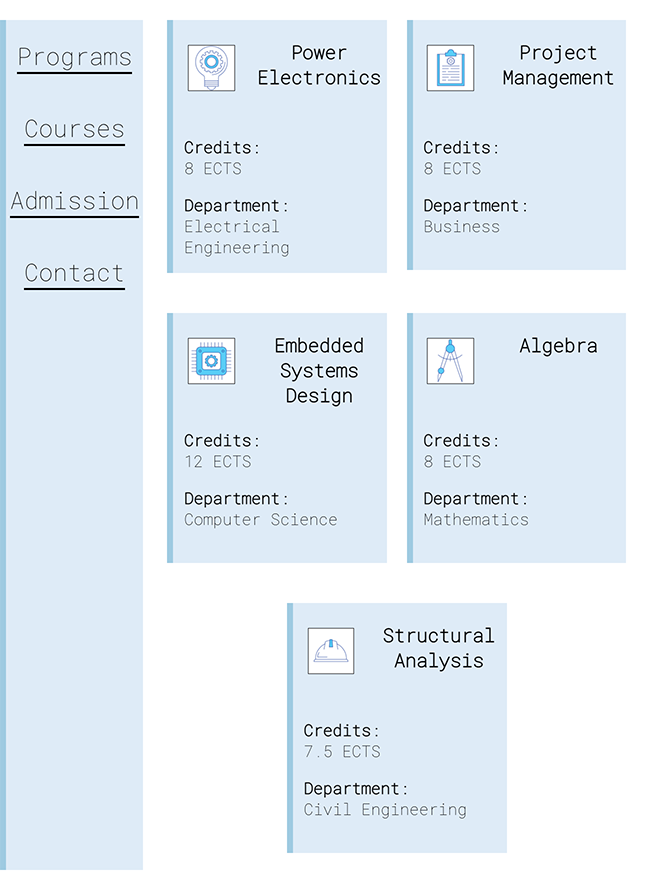 Programs
Courses
Admission
Contact
Power
Electronics
Credits:
8 ECTS
Department:
Electrical
Engineering
Project
Management
Credits:
8 ECTS
Department:
Business
Embedded
Systems
Design
Credits:
12 ECTS
Department:
Computer Science
Algebra
Credits:
8 ECTS
Department:
Mathematics
Structural
Analysis
Credits:
7.5 ECTS
Department:
Civil Engineering